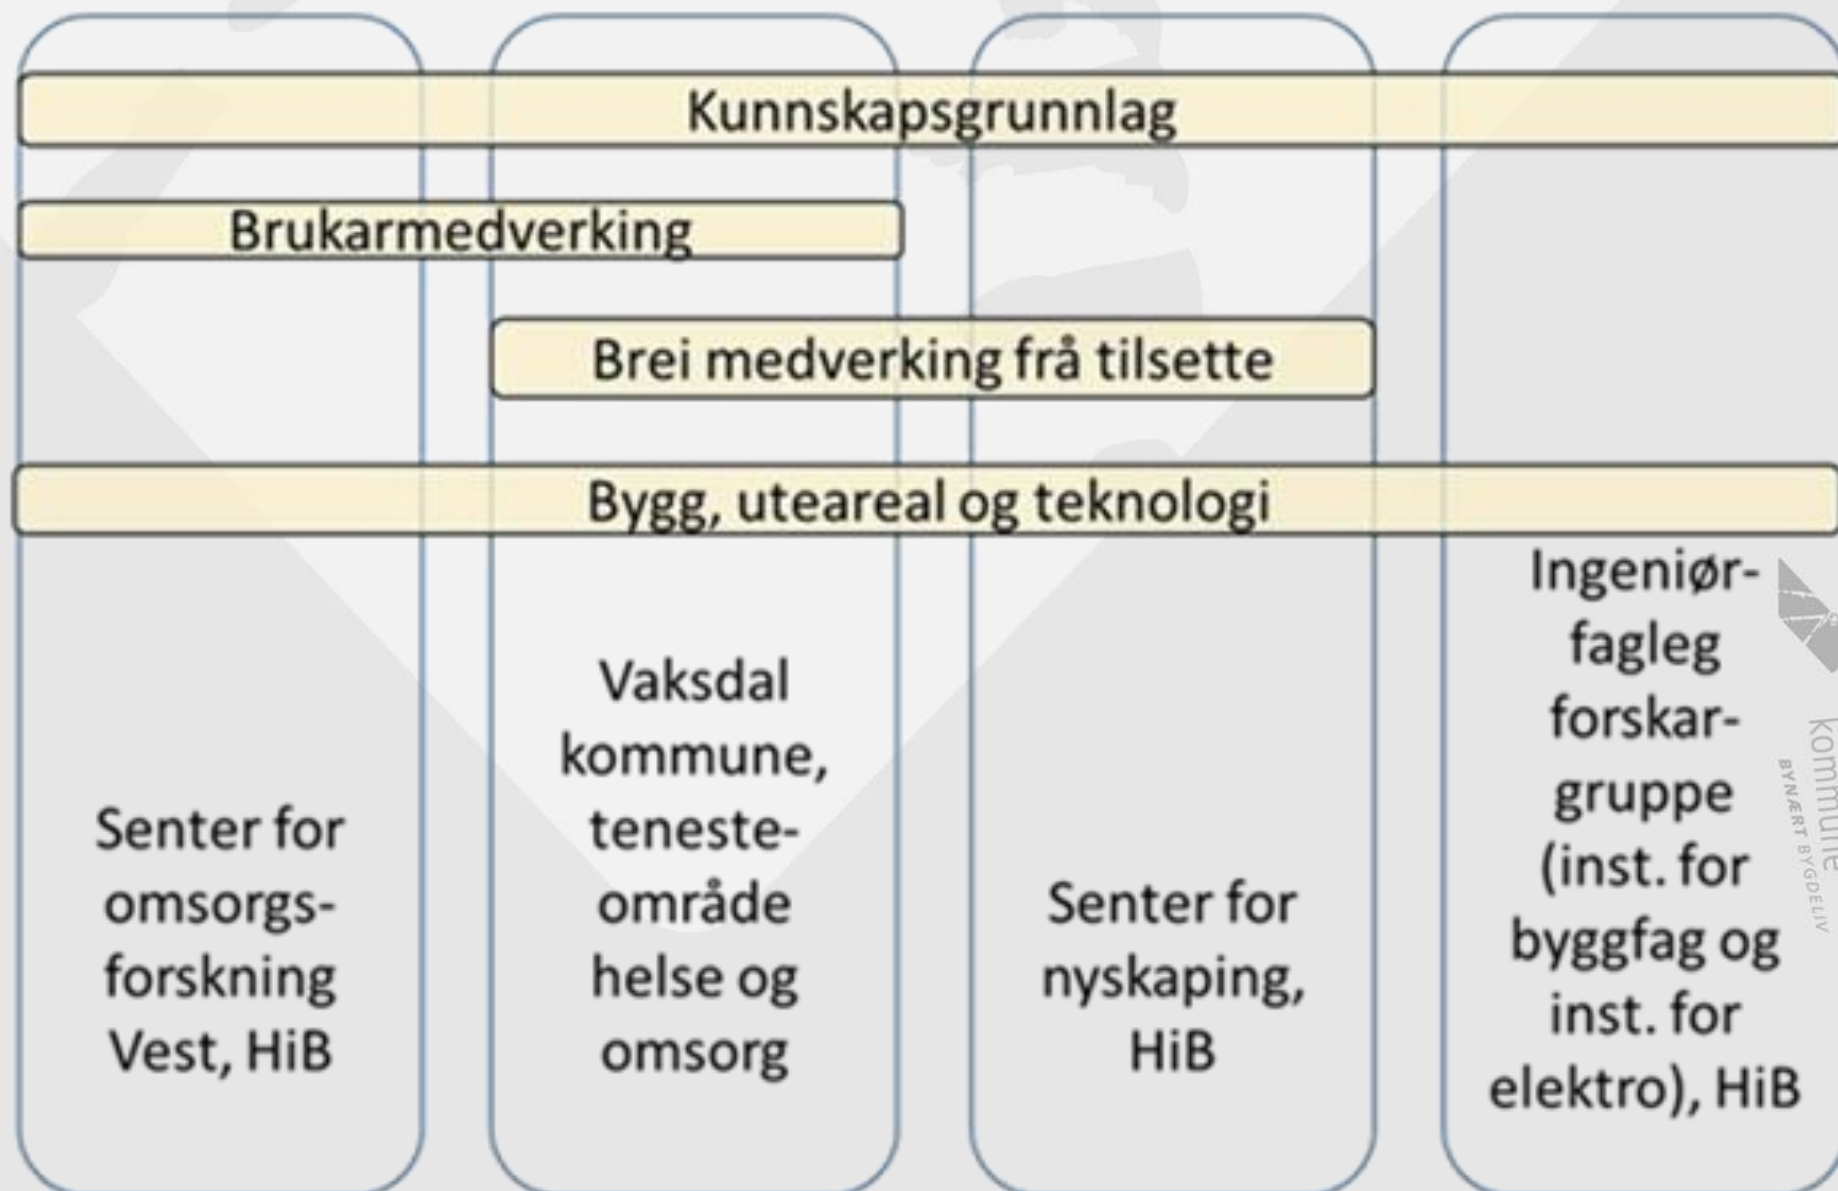 Kunnskapsgrunnlag
Brukarmedverking
Brei medverking frå tilsette
Bygg, uteareal og teknologi
Senter for
omsorgs-
forskning
Vest, HiB
Vaksdal
kommune,
teneste-
område
helse og
omsorg
Senter for
nyskaping,
HiB
Ingeniør-
fagleg
forskar-
gruppe
(inst. for
byggfag og
inst. for
elektro), HiB
kommune
BYNÆRT BYGDELIV